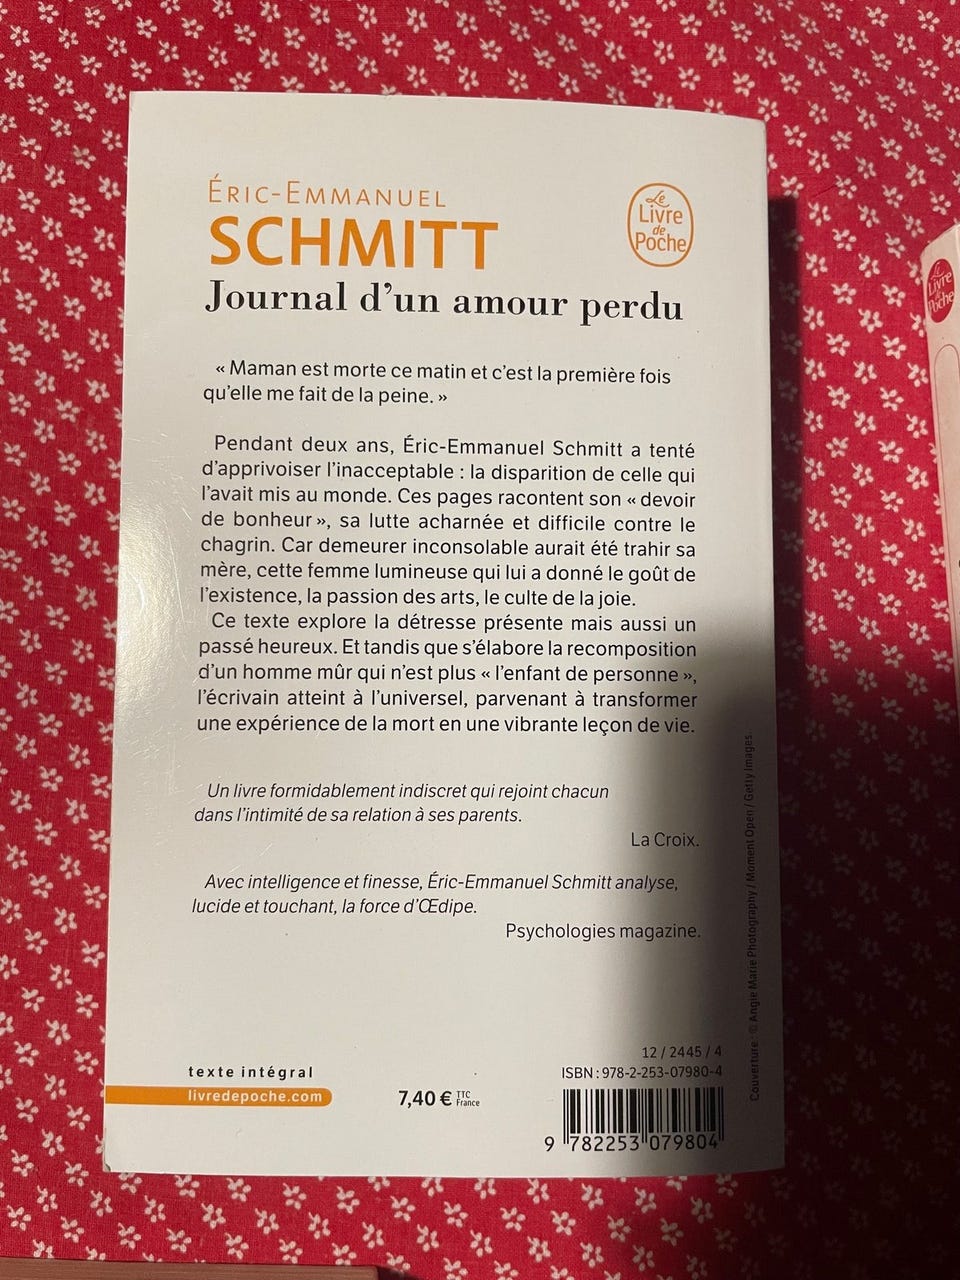 ÉRIC-EMMANUEL
SCHMITT
Journal d’un amour perdu
Le
Livre
de
Poche
« Maman est morte ce matin et c’est la première fois
qu’elle me fait de la peine. »
Pendant deux ans, Éric-Emmanuel Schmitt a tenté
d’apprivoiser l’inacceptable : la disparition de celle qui
l’avait mis au monde. Ces pages racontent son « devoir
de bonheur », sa lutte acharnée et difficile contre le
chagrin. Car demeurer inconsolable aurait été trahir sa
mère, cette femme lumineuse qui lui a donné le goût de
l’existence, la passion des arts, le culte de la joie.
Ce texte explore la détresse présente mais aussi un
passé heureux. Et tandis que s’élabore la recomposition
d’un homme mûr qui n’est plus « l’enfant de personne »,
l’écrivain atteint à l’universel, parvenant à transformer
une expérience de la mort en une vibrante leçon de vie.
Un livre formidablement indiscret qui rejoint chacun
dans l’intimité de sa relation à ses parents.
La Croix.
Avec intelligence et finesse, Éric-Emmanuel Schmitt analyse,
lucide et touchant, la force d’Œdipe.
Psychologies magazine.
texte intégral
livredepoche.com
7,40 € TTC
France
12 / 2445 / 4
ISBN : 978-2-253-07980-4
9 782253 079804
Couverture : © Angie Marie Photography / Moment Open / Getty Images.
Le
Livre
de
Poche